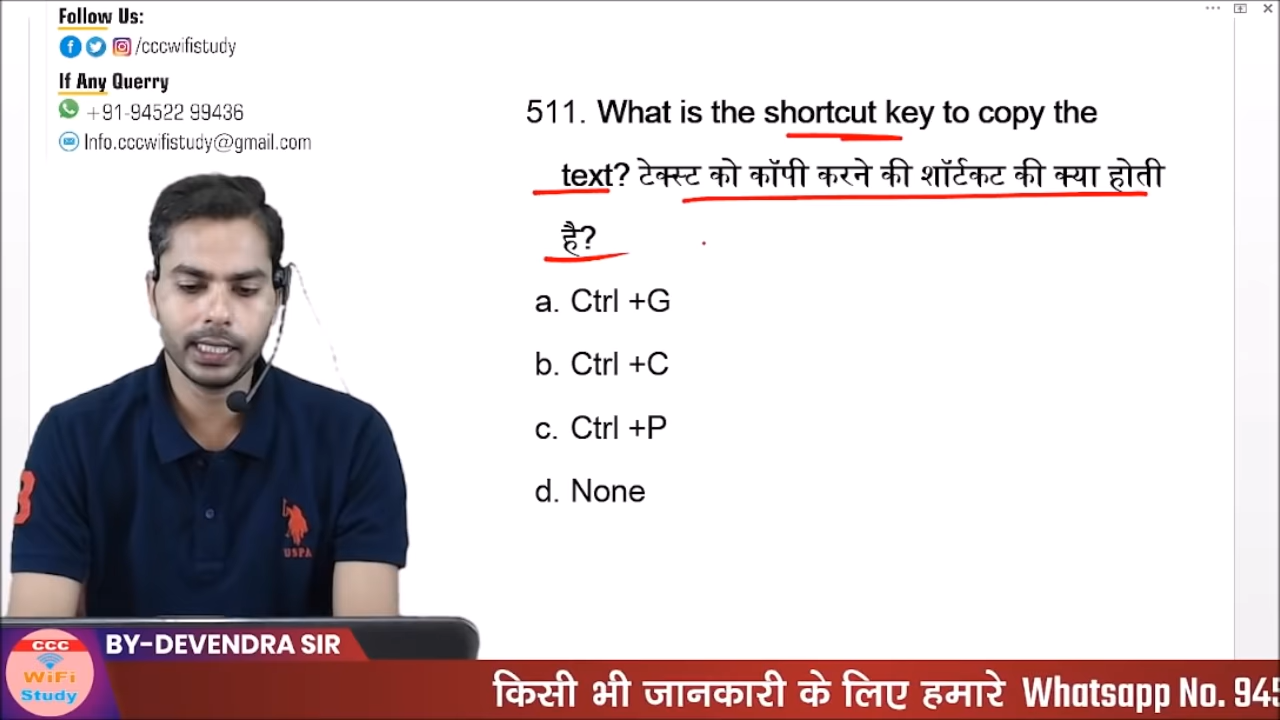 Follow Us:
/cccwifistudy
If Any Querry
+91-94522 99436
Info.cccwifistudy@gmail.com
511. What is the shortcut key to copy the
text? टेक्स्ट को कॉपी करने की शॉर्टकट की क्या होती
है?
a. Ctrl +G
b. Ctrl +C
c. Ctrl +P
d. None
3
USPA
CCC
WiFi
Study
BY-DEVENDRA SIR
किसी भी जानकारी के लिए हमारे Whatsapp No. 945